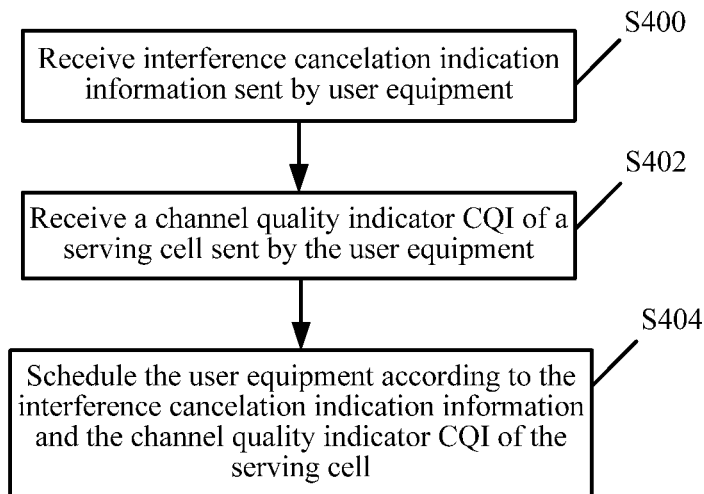 S400
Receive interference cancelation indication
information sent by user equipment
S402
Receive a channel quality indicator CQI of a
serving cell sent by the user equipment
S404
Schedule the user equipment according to the
interference cancelation indication information
and the channel quality indicator CQI of the
serving cell